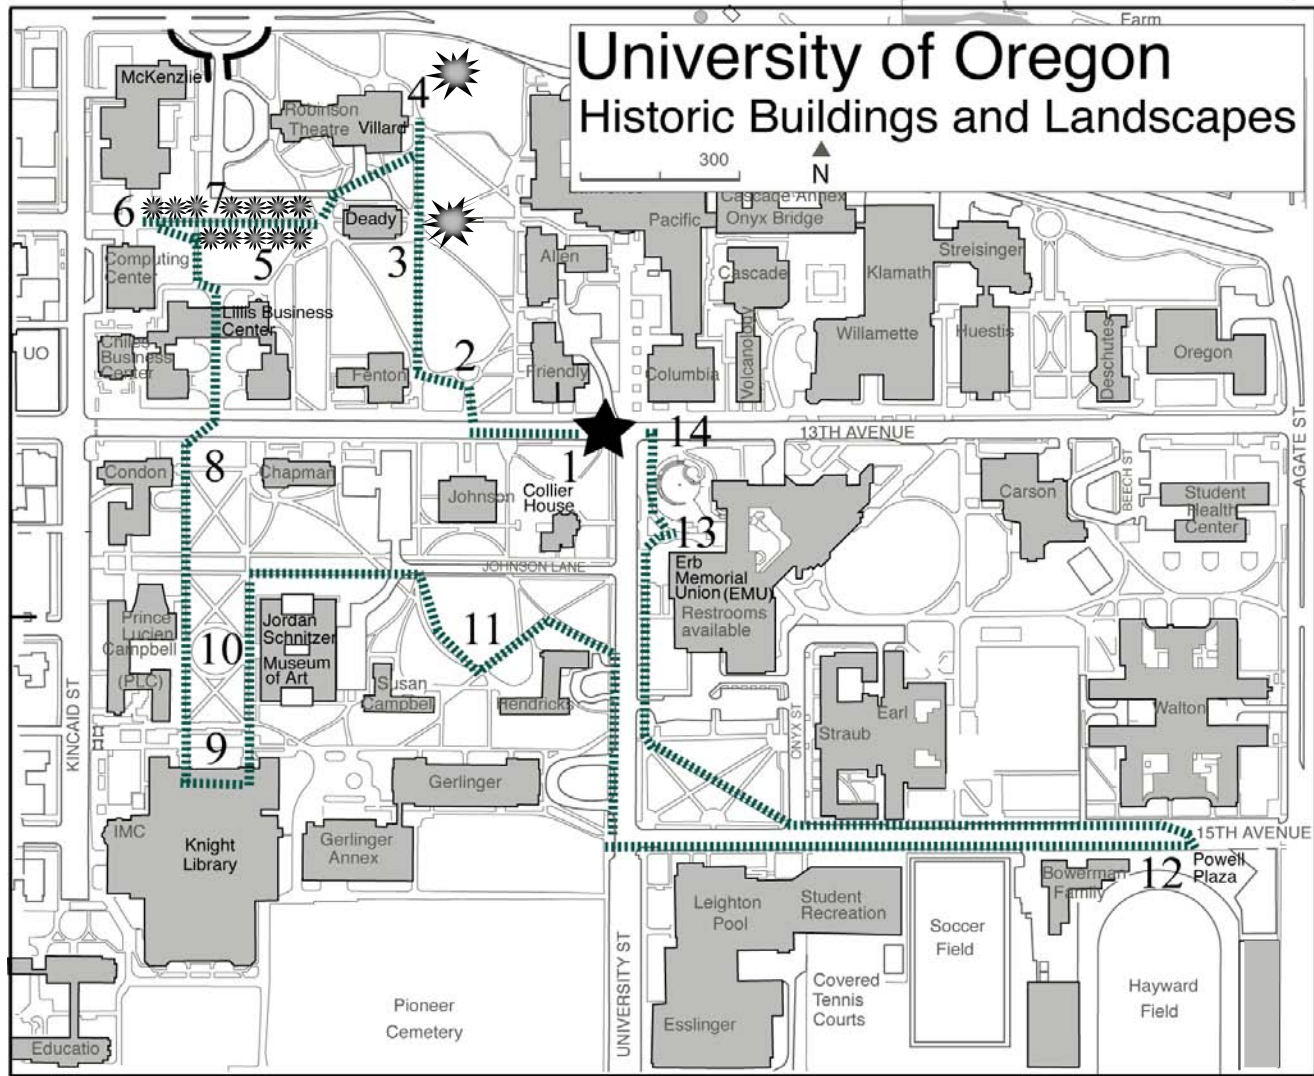 Farm
University of Oregon
Historic Buildings and Landscapes
300
N
McKenzie
4
Robinson
Theatre
Villard
Cascade Annex
Onyx Bridge
Pacific
7
6
Deady
Streisinger
Computing
Center
5
3
Allen
Cascade
Klamath
Lillis Business
Center
Volcanology
Willamette
Huestis
Deschutes
Oregon
UO
Chiles
Business
Center
Fenton
2
Friendly
Columbia
14
13TH AVENUE
AGATE ST
Condon
8
Chapman
1
Johnson
Collier
House
13
Carson
BEECH ST
Student
Health
Center
JOHNSON LANE
Erb
Memorial
Union (EMU)
Restrooms
available
Prince
Lucien
Campbell
(PLC)
10
Jordan
Schnitzer
Museum
of Art
11
Susan
Campbel
Hendricks
KINCAID ST
9
ONYX ST
Earl
Straub
Walton
Gerlinger
15TH AVENUE
IMC
Knight
Library
Gerlinger
Annex
12
Powell
Plaza
Bowerman
Family
Leighton
Pool
Student
Recreation
Soccer
Field
UNIVERSITY ST
Covered
Tennis
Courts
Hayward
Field
Pioneer
Cemetery
Esslinger
Educatio